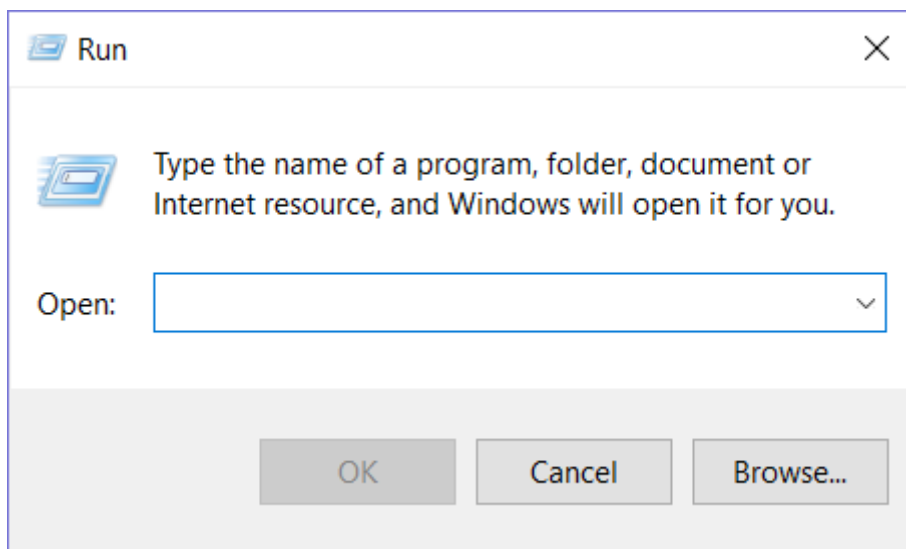 Run
Type the name of a program, folder, document or
Internet resource, and Windows will open it for you.
Open:
OK
Cancel
Browse...